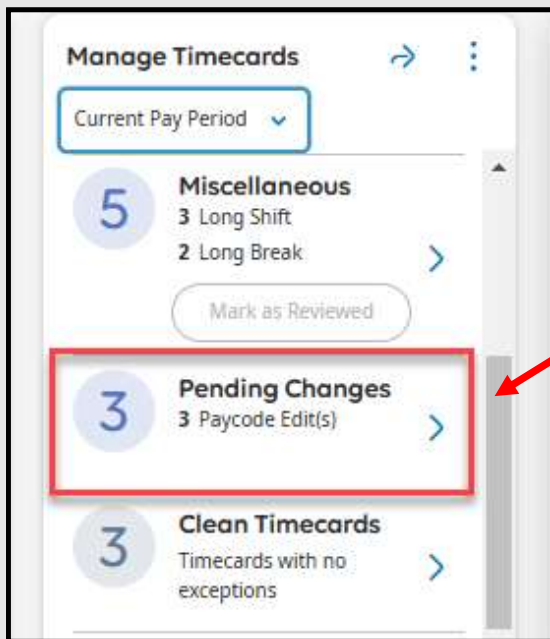 Manage Timecards
Current Pay Period
5
Miscellaneous
3 Long Shift
2 Long Break
Mark as Reviewed
3
Pending Changes
3 Paycode Edit(s)
3
Clean Timecards
Timecards with no
exceptions